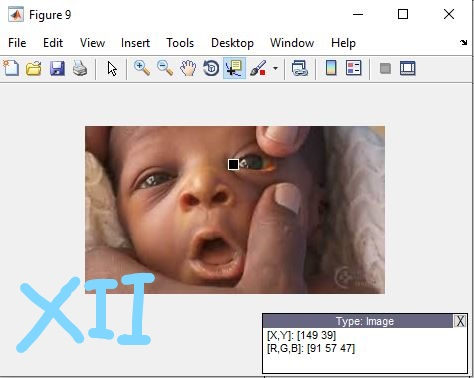 Figure 9
File Edit View Insert Tools Desktop Window Help
XII
Type: Image X
[X,Y]: [149 39]
[R,G,B]: [91 57 47]